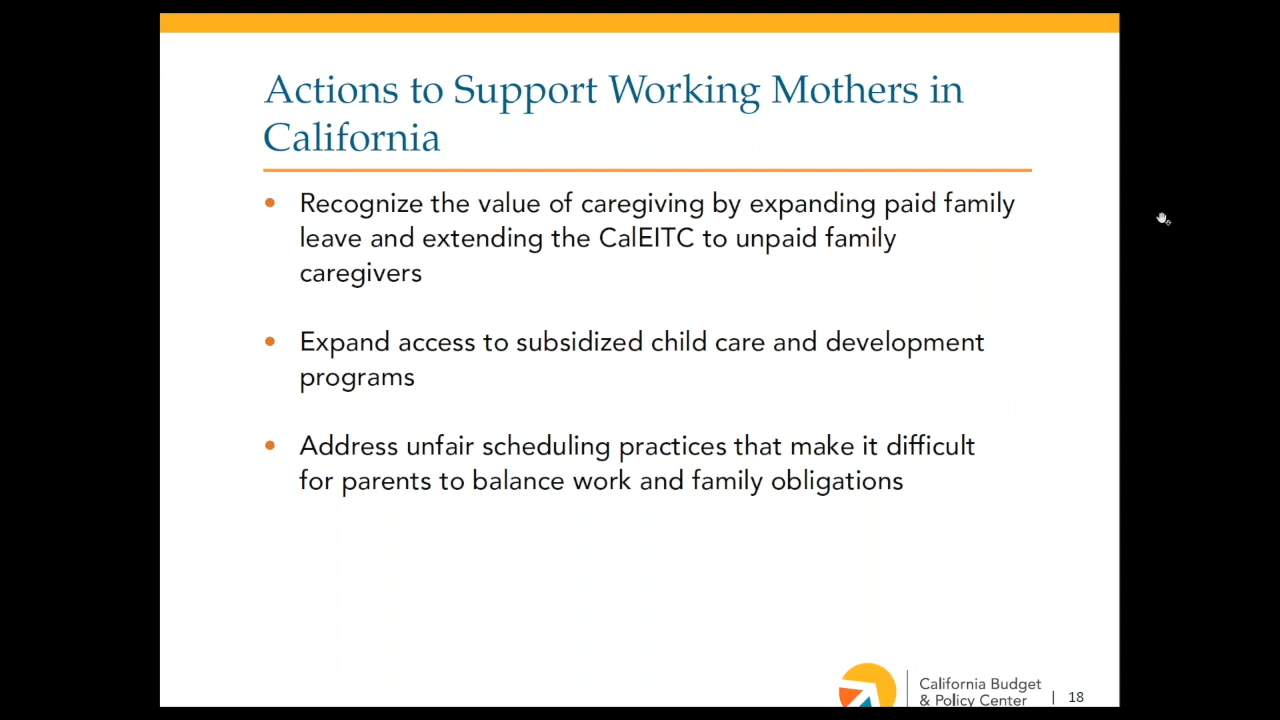 Actions to Support Working Mothers in
California
• Recognize the value of caregiving by expanding paid family
leave and extending the CalEITC to unpaid family
caregivers
• Expand access to subsidized child care and development
programs
• Address unfair scheduling practices that make it difficult
for parents to balance work and family obligations
California Budget
& Policy Center | 18